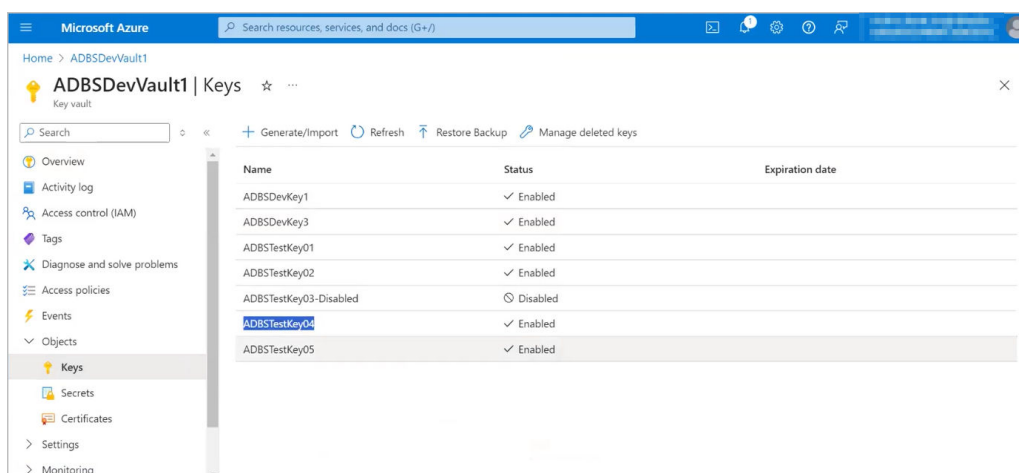 Microsoft Azure
Search resources, services, and docs (G+/)
1
Home > ADBSDevVault1
ADBSDevVault1 | Keys
Key vault
Search
Generate/Import
Refresh
Restore Backup
Manage deleted keys
Overview
Activity log
Access control (IAM)
Tags
Diagnose and solve problems
Access policies
Events
Objects
Keys
Secrets
Certificates
Settings
Monitoring
Name Status Expiration date
ADBSDevKey1 Enabled
ADBSDevKey3 Enabled
ADBSTestKey01 Enabled
ADBSTestKey02 Enabled
ADBSTestKey03-Disabled Disabled
ADBSTestKey04 Enabled
ADBSTestKey05 Enabled